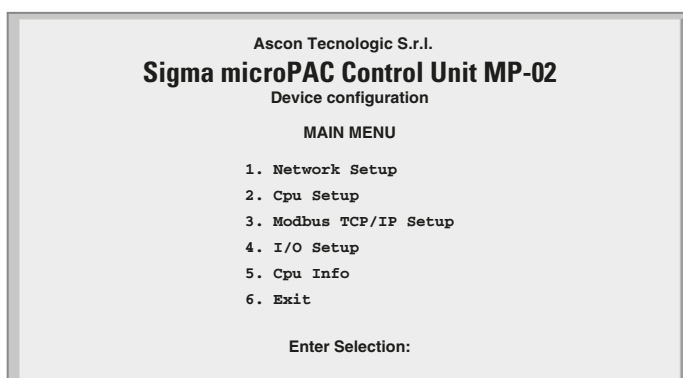 Ascon Tecnologic S.r.l.
Sigma microPAC Control Unit MP-02
Device configuration
MAIN MENU
1. Network Setup
2. Cpu Setup
3. Modbus TCP/IP Setup
4. I/O Setup
5. Cpu Info
6. Exit
Enter Selection: